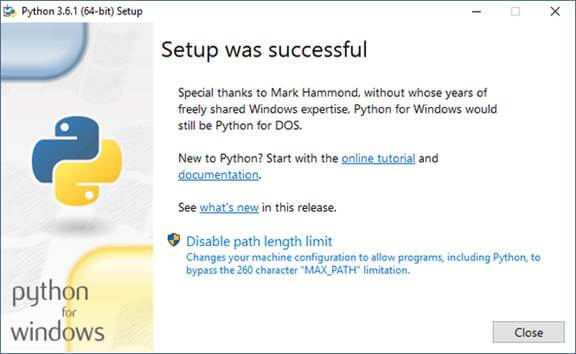 Python 3.6.1 (64-bit) Setup
Setup was successful
Special thanks to Mark Hammond, without whose years of
freely shared Windows expertise, Python for Windows would
still be Python for DOS.
New to Python? Start with the online tutorial and
documentation.
See what's new in this release.
Disable path length limit
Changes your machine configuration to allow programs, including Python, to
bypass the 260 character "MAX_PATH" limitation.
python
for
windows
Close